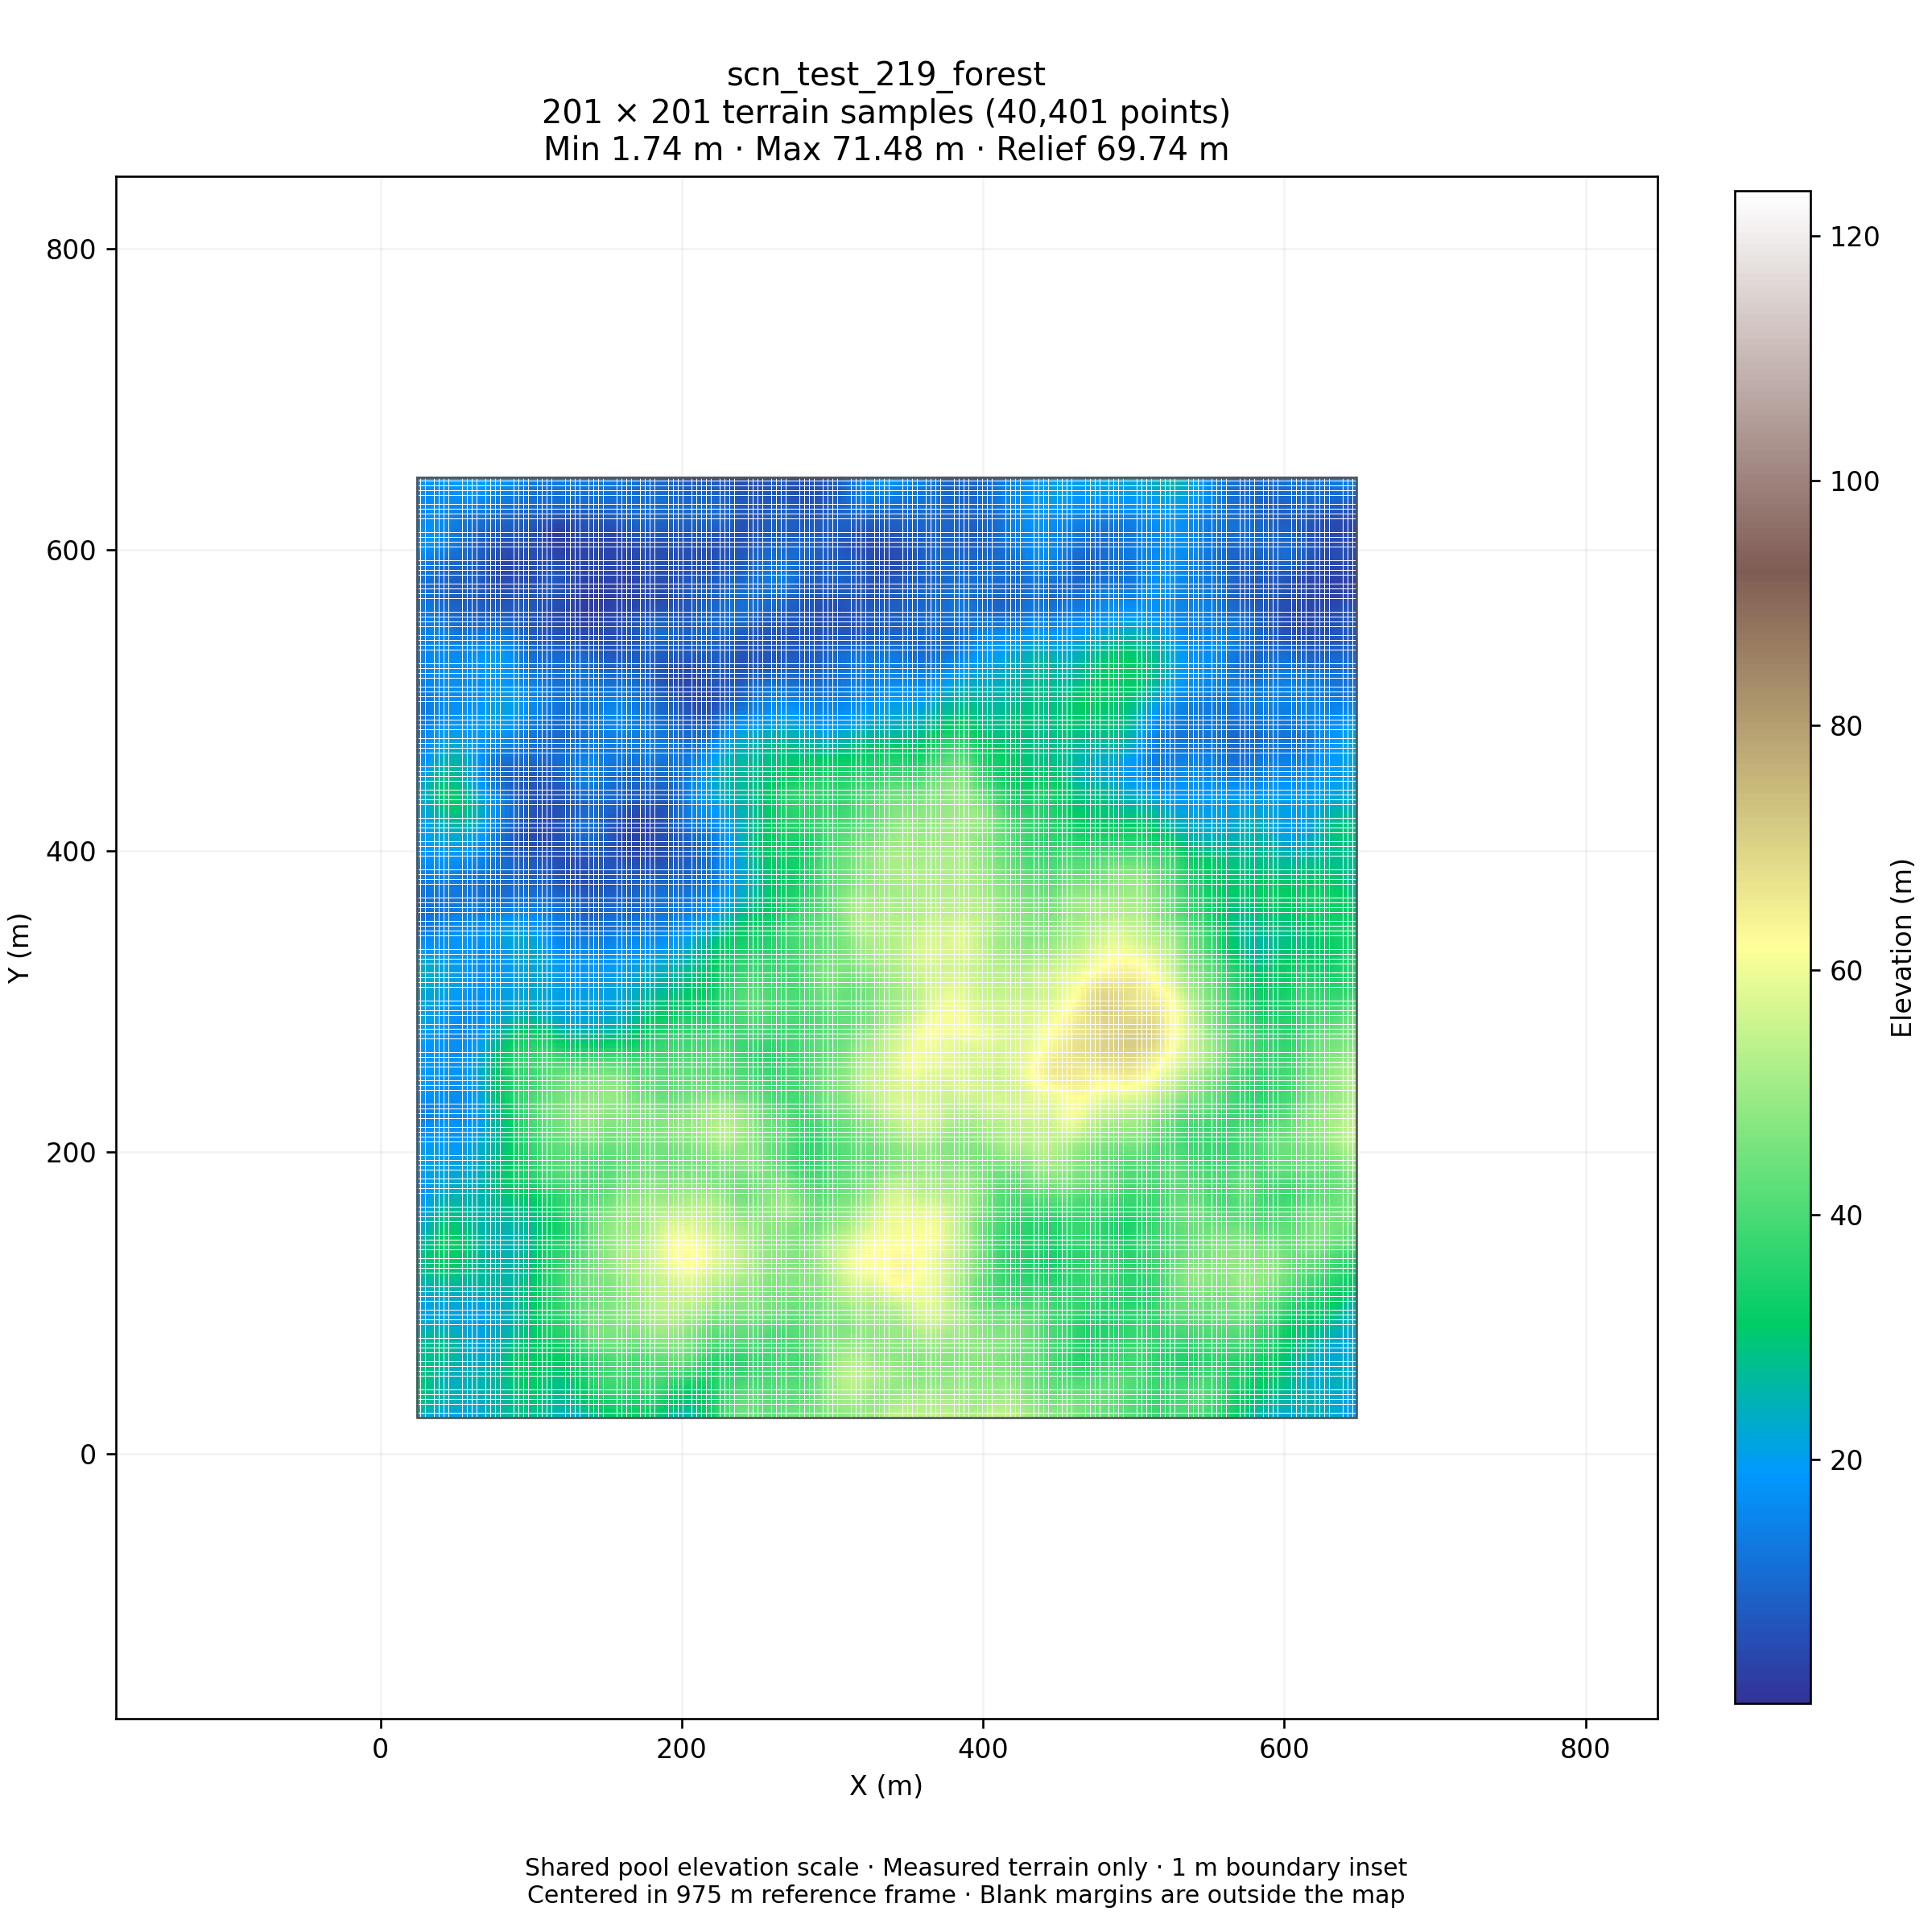 scn_test_219_forest
201 × 201 terrain samples (40,401 points)
Min 1.74 m · Max 71.48 m · Relief 69.74 m
800
600
400
200
0
Y (m)
0
200
400
600
800
X (m)
120
100
80
60
40
20
Elevation (m)
Shared pool elevation scale · Measured terrain only · 1 m boundary inset
Centered in 975 m reference frame · Blank margins are outside the map